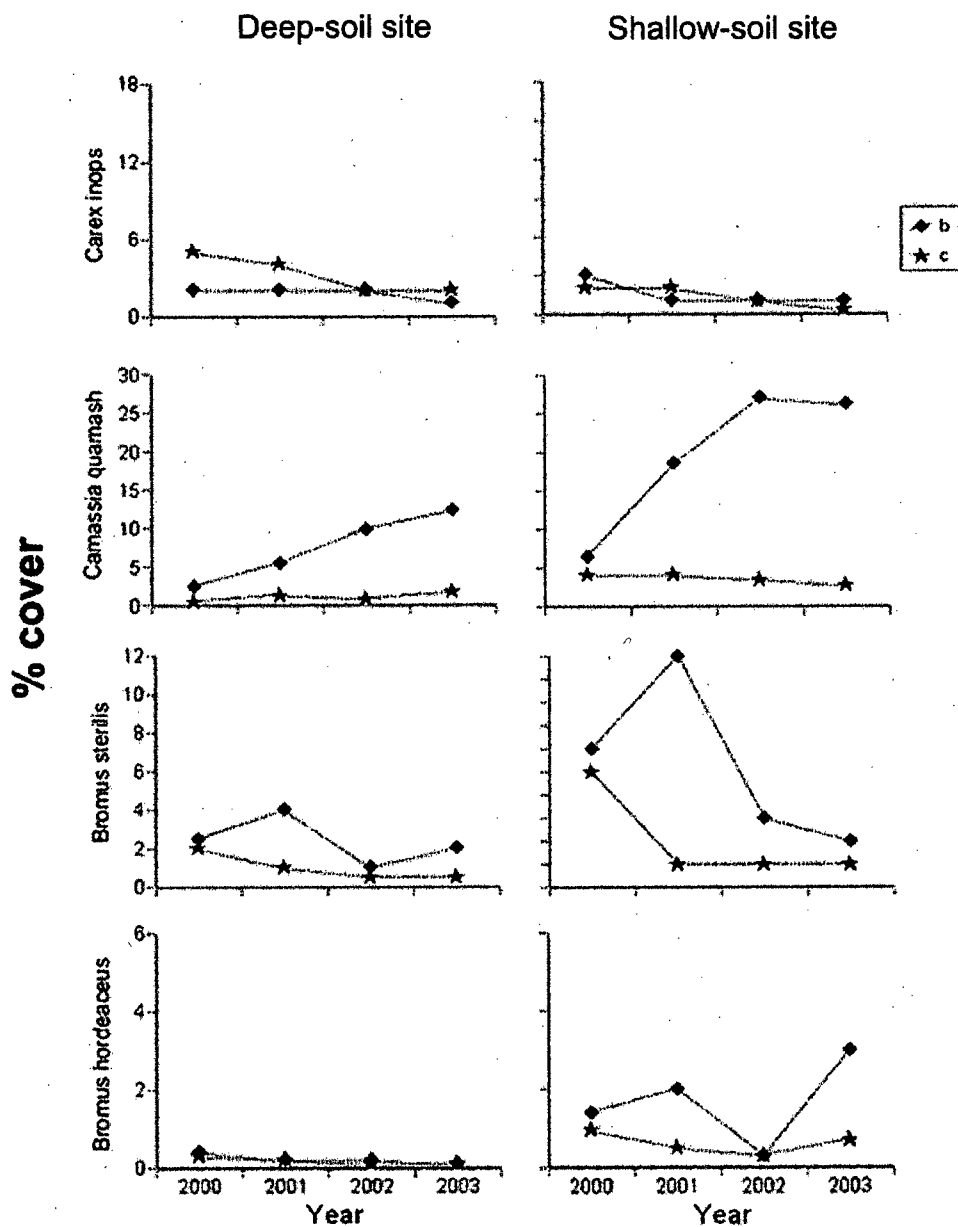 Deep-soil site
Shallow-soil site
% cover
Carex inops
18
12
6
0
b
c
Camassia quamash
30
25
20
15
10
5
0
Bromus sterilis
12
10
8
6
4
2
0
Bromus hordeaceus
6
4
2
0
2000 2001 2002 2003
Year
2000 2001 2002 2003
Year